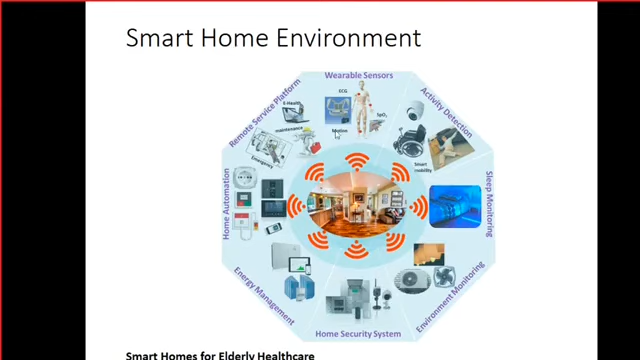 Smart Home Environment
Wearable Sensors
ECG
SpO₂
Motion
Activity Detection
Smart
mobility
Sleep Monitoring
Environment Monitoring
Home Security System
Energy Management
Home Automation
Remote Service Platform
E-Health
maintenance
Emergency
Smart Homes for Elderly Healthcare